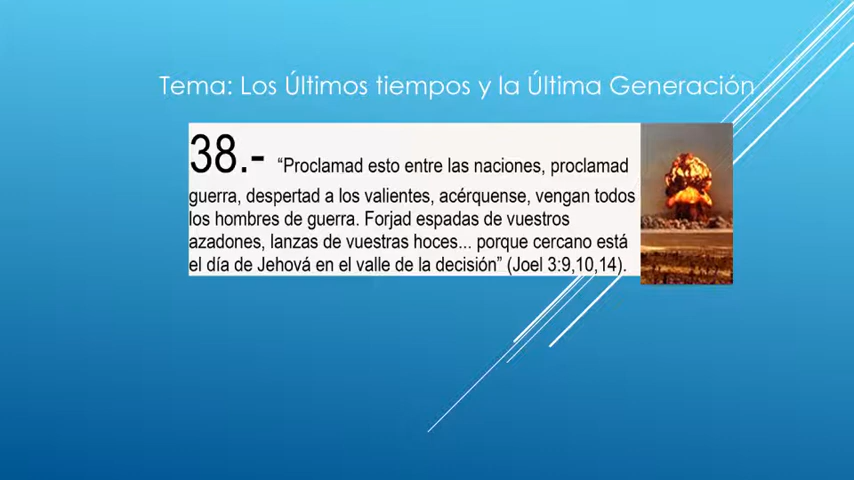 Tema: Los Últimos tiempos y la Última Generación
38.- “Proclamad esto entre las naciones, proclamad
guerra, despertad a los valientes, acérquense, vengan todos
los hombres de guerra. Forjad espadas de vuestros
azadones, lanzas de vuestras hoces... porque cercano está
el día de Jehová en el valle de la decisión” (Joel 3:9,10,14).